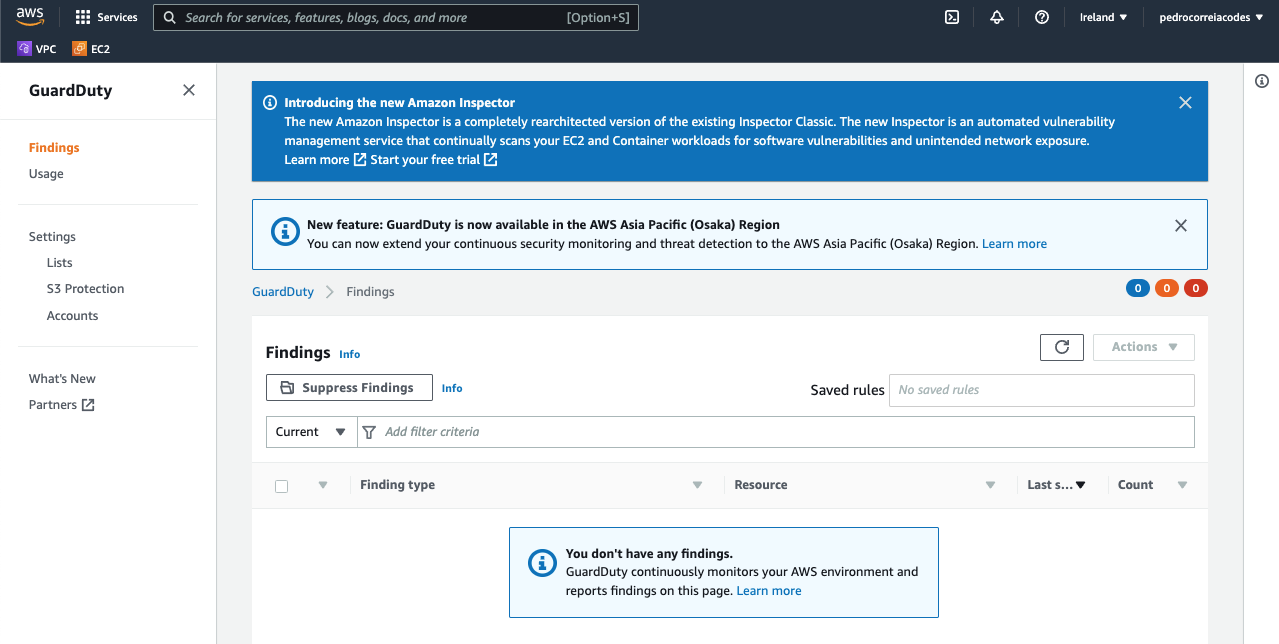 aws
Services
Search for services, features, blogs, docs, and more
[Option+S]
Ireland
pedrocorreiacodes
VPC
EC2
GuardDuty
Findings
Usage
Settings
Lists
S3 Protection
Accounts
What's New
Partners
Introducing the new Amazon Inspector
The new Amazon Inspector is a completely rearchitected version of the existing Inspector Classic. The new Inspector is an automated vulnerability
management service that continually scans your EC2 and Container workloads for software vulnerabilities and unintended network exposure.
Learn more Start your free trial
New feature: GuardDuty is now available in the AWS Asia Pacific (Osaka) Region
You can now extend your continuous security monitoring and threat detection to the AWS Asia Pacific (Osaka) Region. Learn more
GuardDuty
Findings
0 0 0
Findings Info
Actions
Suppress Findings Info
Saved rules
No saved rules
Current
Add filter criteria
Finding type
Resource
Last s...
Count
You don't have any findings.
GuardDuty continuously monitors your AWS environment and
reports findings on this page. Learn more